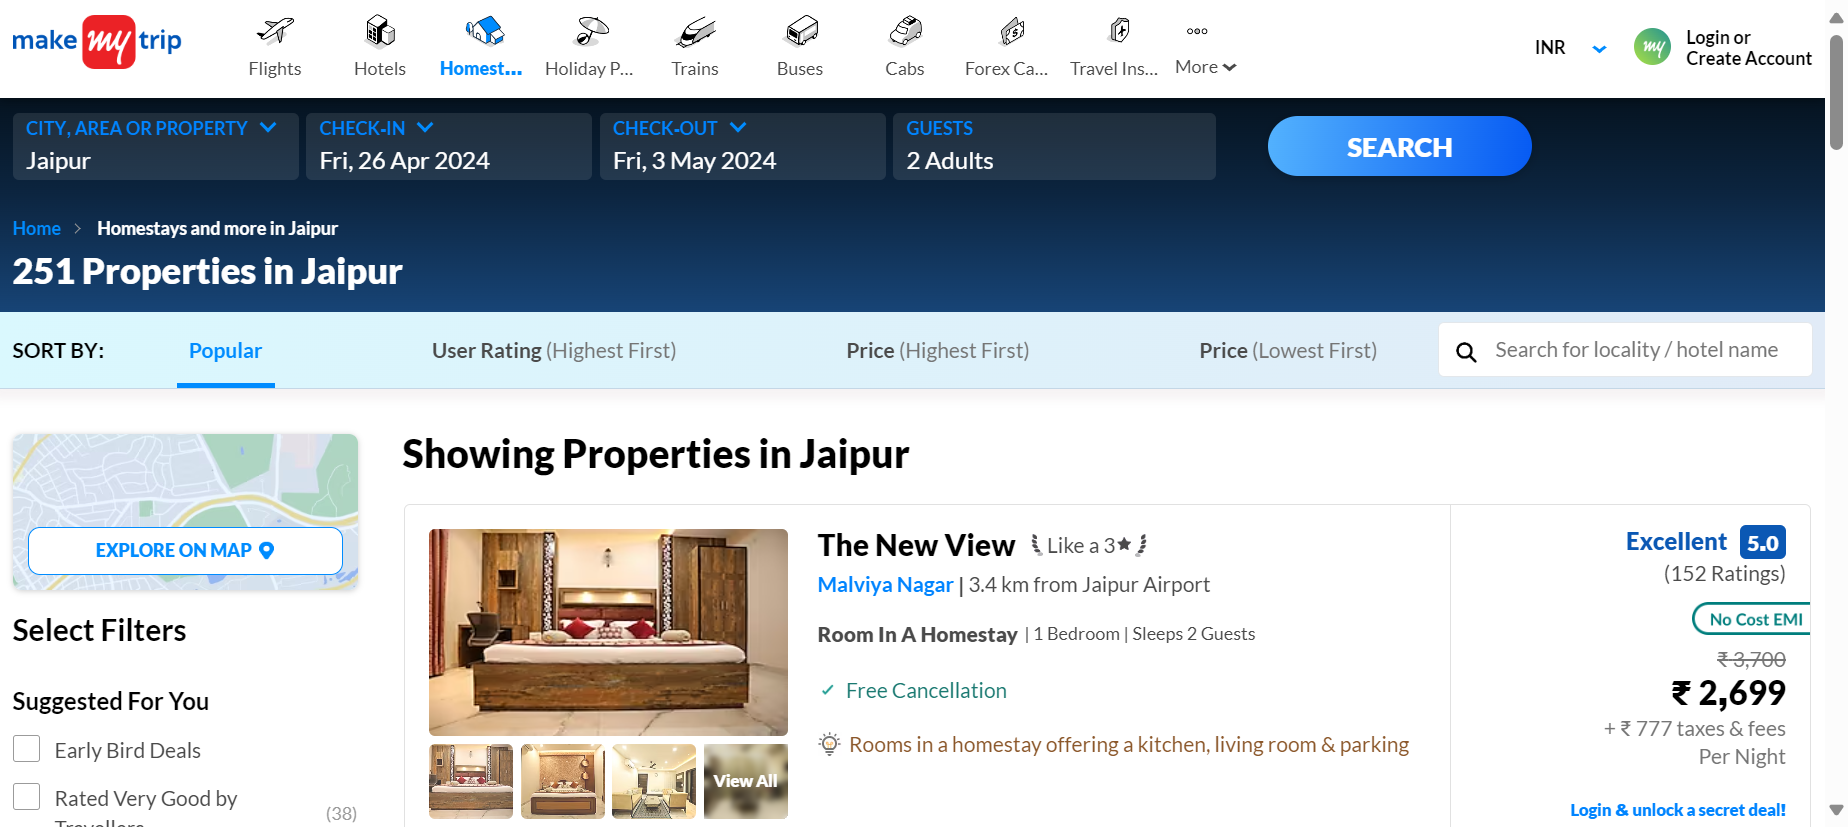 make my trip
Flights
Hotels
Homest...
Holiday P...
Trains
Buses
Cabs
Forex Ca...
Travel Ins...
More
INR
my
Login or
Create Account
CITY, AREA OR PROPERTY
Jaipur
CHECK-IN
Fri, 26 Apr 2024
CHECK-OUT
Fri, 3 May 2024
GUESTS
2 Adults
SEARCH
Home > Homestays and more in Jaipur
251 Properties in Jaipur
SORT BY:
Popular
User Rating (Highest First)
Price (Highest First)
Price (Lowest First)
Search for locality / hotel name
EXPLORE ON MAP
Select Filters
Suggested For You
Early Bird Deals
Rated Very Good by
Travellers
(38)
Showing Properties in Jaipur
View All
The New View
Like a 3★
Malviya Nagar | 3.4 km from Jaipur Airport
Room In A Homestay | 1 Bedroom | Sleeps 2 Guests
✓ Free Cancellation
Rooms in a homestay offering a kitchen, living room & parking
Excellent 5.0
(152 Ratings)
No Cost EMI
₹ 3,700
₹ 2,699
+ ₹ 777 taxes & fees
Per Night
Login & unlock a secret deal!